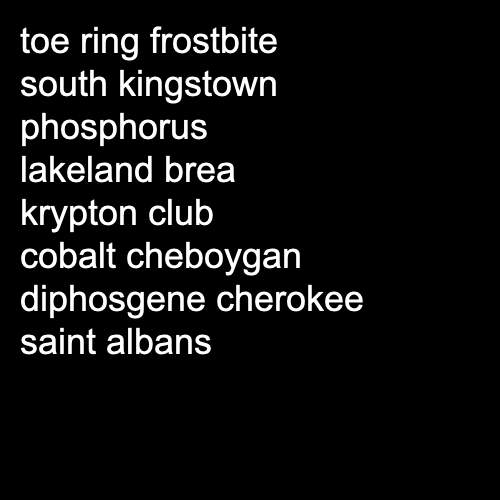 toe ring frostbite
south kingstown
phosphorus
lakeland brea
krypton club
cobalt cheboygan
diphosgene cherokee
saint albans